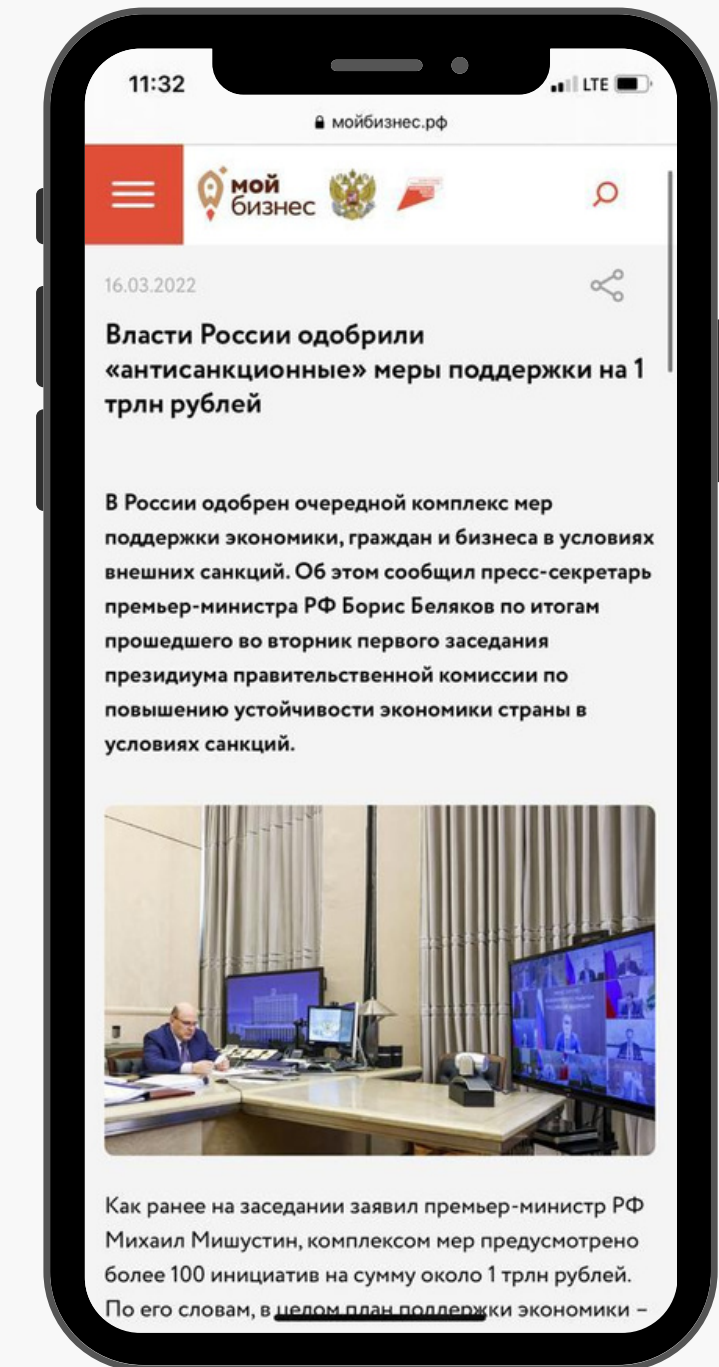 11:32
LTE
мойбизнес.рф
мой
бизнес
16.03.2022
Власти России одобрили
«антисанкционные» меры поддержки на 1
трлн рублей
В России одобрен очередной комплекс мер
поддержки экономики, граждан и бизнеса в условиях
внешних санкций. Об этом сообщил пресс-секретарь
премьер-министра РФ Борис Беляков по итогам
прошедшего во вторник первого заседания
президиума правительственной комиссии по
повышению устойчивости экономики страны в
условиях санкций.
Как ранее на заседании заявил премьер-министр РФ
Михаил Мишустин, комплексом мер предусмотрено
более 100 инициатив на сумму около 1 трлн рублей.
По его словам, в целом план поддержки экономики –